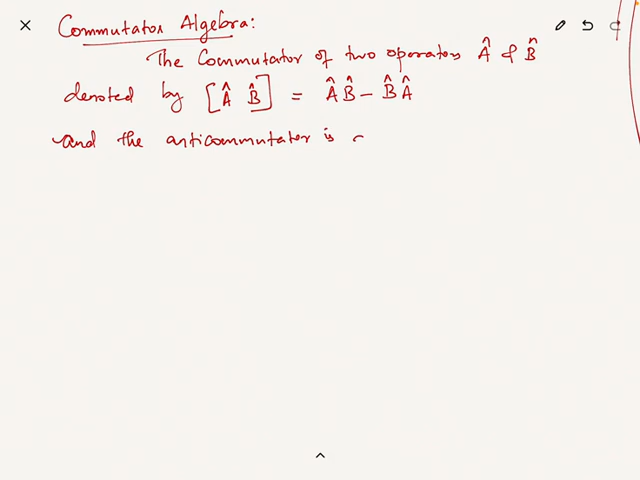 Commutator Algebra:
The Commutator of two operators Â & B̂
denoted by [Â B̂] = ÂB̂ - B̂Â
and the anticommutator is